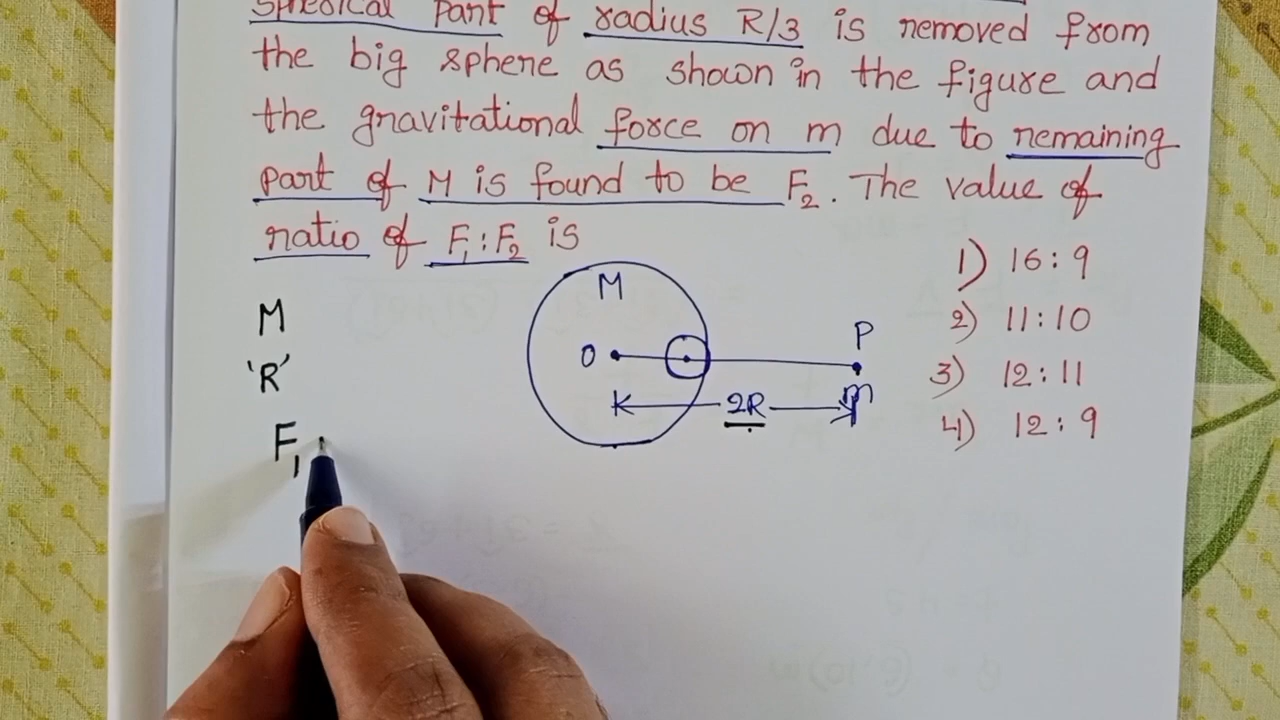 spherical part of radius R/3 is removed from
the big sphere as shown in the figure and
the gravitational force on m due to remaining
part of M is found to be F₂. The value of
ratio of F₁ : F₂ is
1) 16 : 9
2) 11 : 10
3) 12 : 11
4) 12 : 9
M
'R'
F₁
M
O
P
2R
m